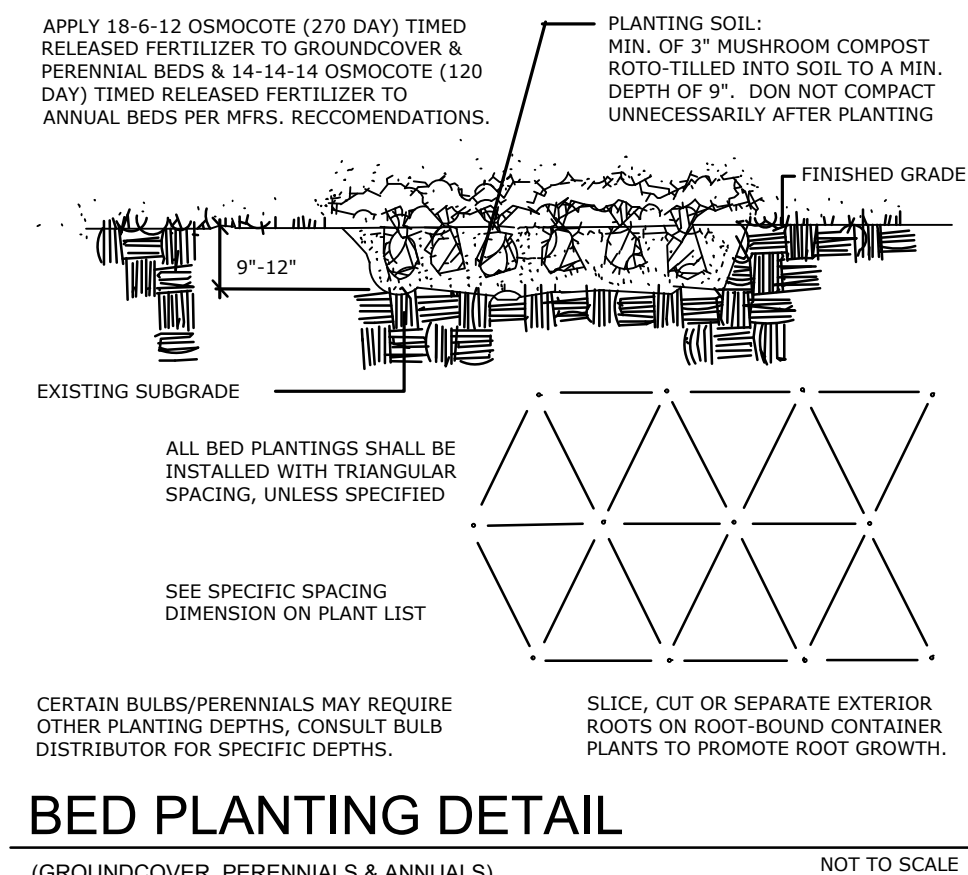 APPLY 18-6-12 OSMOCOTE (270 DAY) TIMED
RELEASED FERTILIZER TO GROUNDCOVER &
PERENNIAL BEDS & 14-14-14 OSMOCOTE (120
DAY) TIMED RELEASED FERTILIZER TO
ANNUAL BEDS PER MFRS. RECCOMENDATIONS.
PLANTING SOIL:
MIN. OF 3" MUSHROOM COMPOST
ROTO-TILLED INTO SOIL TO A MIN.
DEPTH OF 9".  DON NOT COMPACT
UNNECESSARILY AFTER PLANTING
FINISHED GRADE
9"-12"
EXISTING SUBGRADE
ALL BED PLANTINGS SHALL BE
INSTALLED WITH TRIANGULAR
SPACING, UNLESS SPECIFIED
SEE SPECIFIC SPACING
DIMENSION ON PLANT LIST
CERTAIN BULBS/PERENNIALS MAY REQUIRE
OTHER PLANTING DEPTHS, CONSULT BULB
DISTRIBUTOR FOR SPECIFIC DEPTHS.
SLICE, CUT OR SEPARATE EXTERIOR
ROOTS ON ROOT-BOUND CONTAINER
PLANTS TO PROMOTE ROOT GROWTH.
BED PLANTING DETAIL
(GROUNDCOVER, PERENNIALS & ANNUALS)
NOT TO SCALE